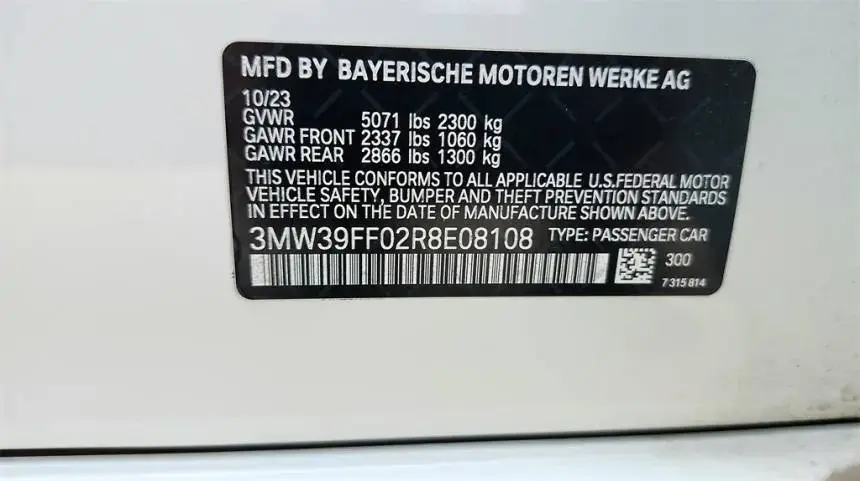 MFD BY BAYERISCHE MOTOREN WERKE AG
10/23
GVWR 5071 lbs 2300 kg
GAWR FRONT 2337 lbs 1060 kg
GAWR REAR 2866 lbs 1300 kg
THIS VEHICLE CONFORMS TO ALL APPLICABLE U.S.FEDERAL MOTOR
VEHICLE SAFETY, BUMPER AND THEFT PREVENTION STANDARDS
IN EFFECT ON THE DATE OF MANUFACTURE SHOWN ABOVE.
3MW39FF02R8E08108 TYPE: PASSENGER CAR
300
7 315 814